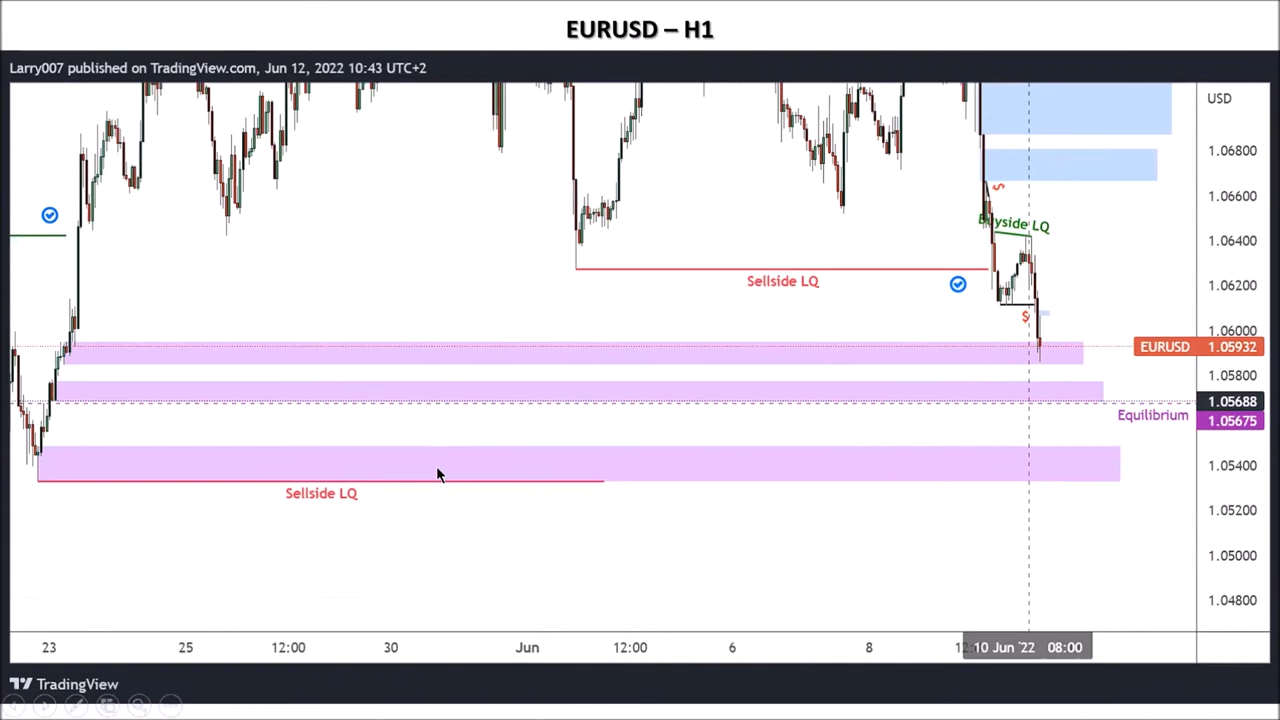 EURUSD – H1
Larry007 published on TradingView.com, Jun 12, 2022 10:43 UTC+2
USD
1.06800
1.06600
$
Buyside LQ
1.06400
Sellside LQ
1.06200
$
1.06000
EURUSD 1.05932
1.05800
1.05688
Equilibrium 1.05675
1.05400
Sellside LQ
1.05200
1.05000
1.04800
23 25 12:00 30 Jun 12:00 6 8 10 Jun '22 08:00
TradingView